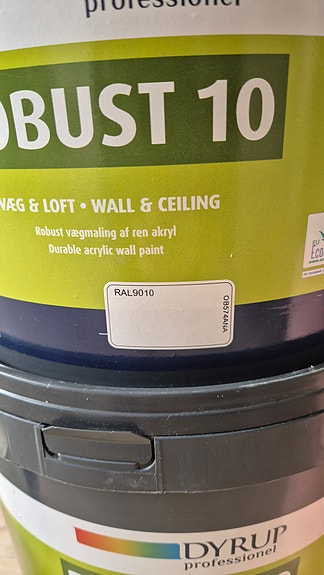 professionel
OBUST 10
VÆG & LOFT • WALL & CEILING
Robust vægmaling af ren akryl
Durable acrylic wall paint
RAL9010
OB574ANA
DYRUP
professionel